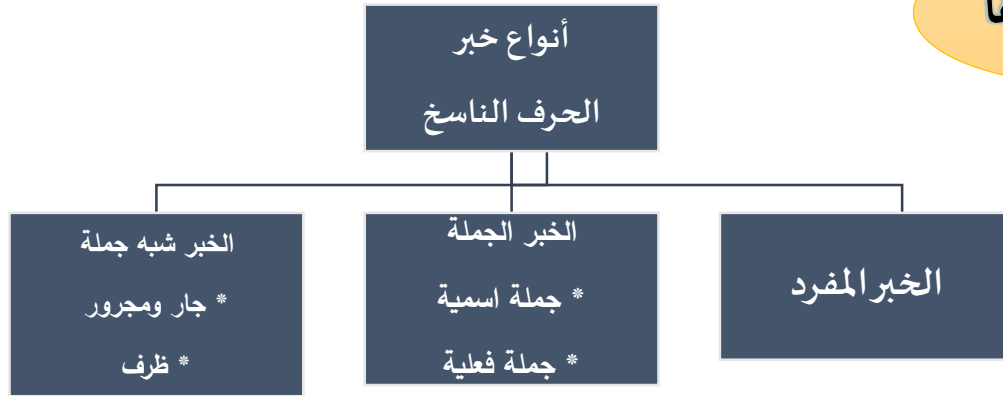 أنواع خبر
الحرف الناسخ
الخبر المفرد
الخبر الجملة
* جملة اسمية
* جملة فعلية
الخبر شبه جملة
* جار ومجرور
* ظرف